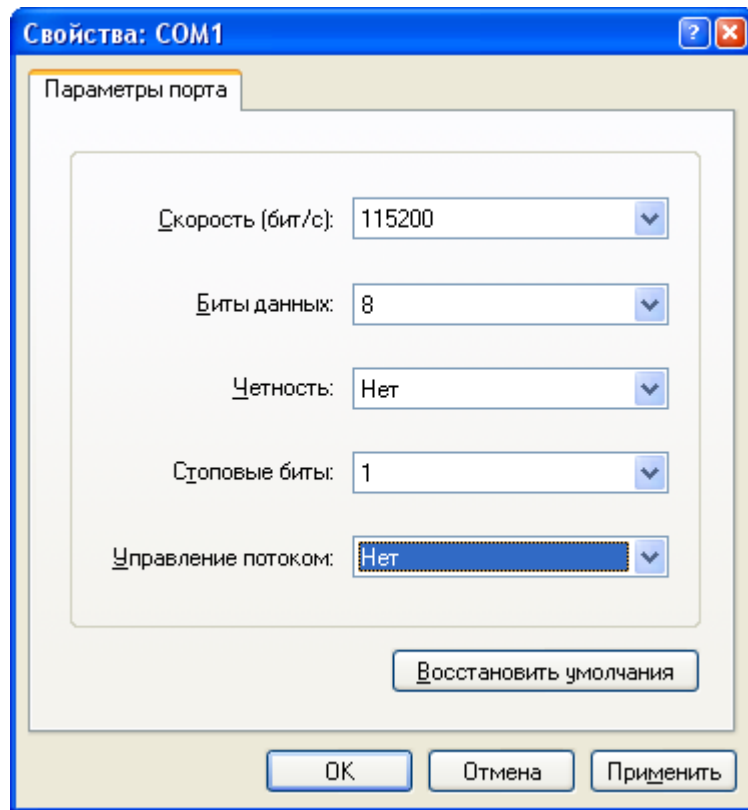 Свойства: COM1
Параметры порта
Скорость (бит/с): 115200
Биты данных: 8
Четность: Нет
Стоповые биты: 1
Управление потоком: Нет
Восстановить умолчания
OK Отмена Применить